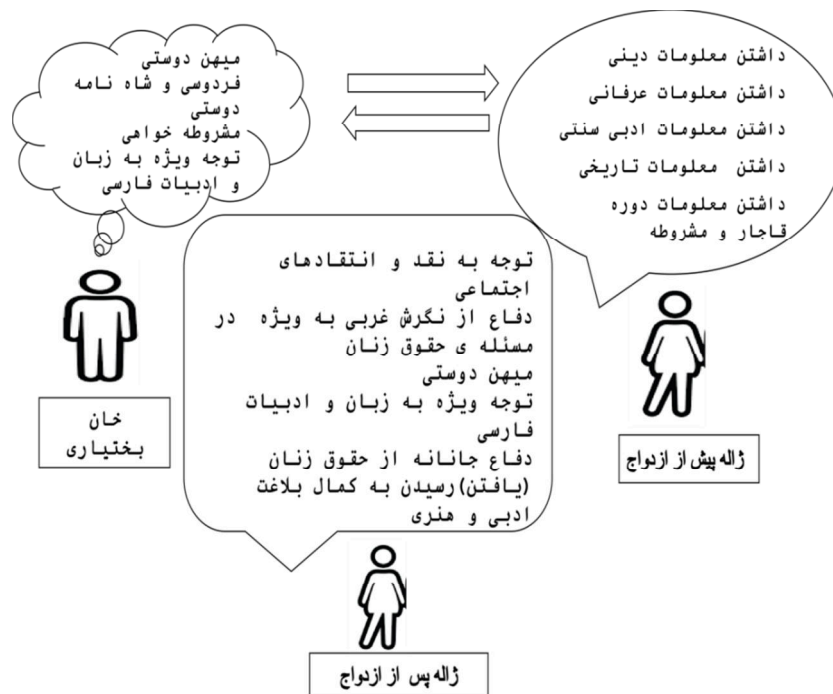 داشتن معلومات دینی
داشتن معلومات عرفانی
داشتن معلومات ادبی سنتی
داشتن معلومات تاریخی
داشتن معلومات دوره
قاجار و مشروطه
ژاله پیش از ازدواج
میهن دوستی
فردوسی و شاه نامه
دوستی
مشروطه خواهی
توجه ویژه به زبان
و ادبیات فارسی
خان
بختیاری
توجه به نقد و انتقادهای
اجتماعی
دفاع از نگرش غربی به ویژه در
مسئله ی حقوق زنان
میهن دوستی
توجه ویژه به زبان و ادبیات
فارسی
دفاع جانانه از حقوق زنان
(یافتن) رسیدن به کمال بلاغت
ادبی و هنری
ژاله پس از ازدواج